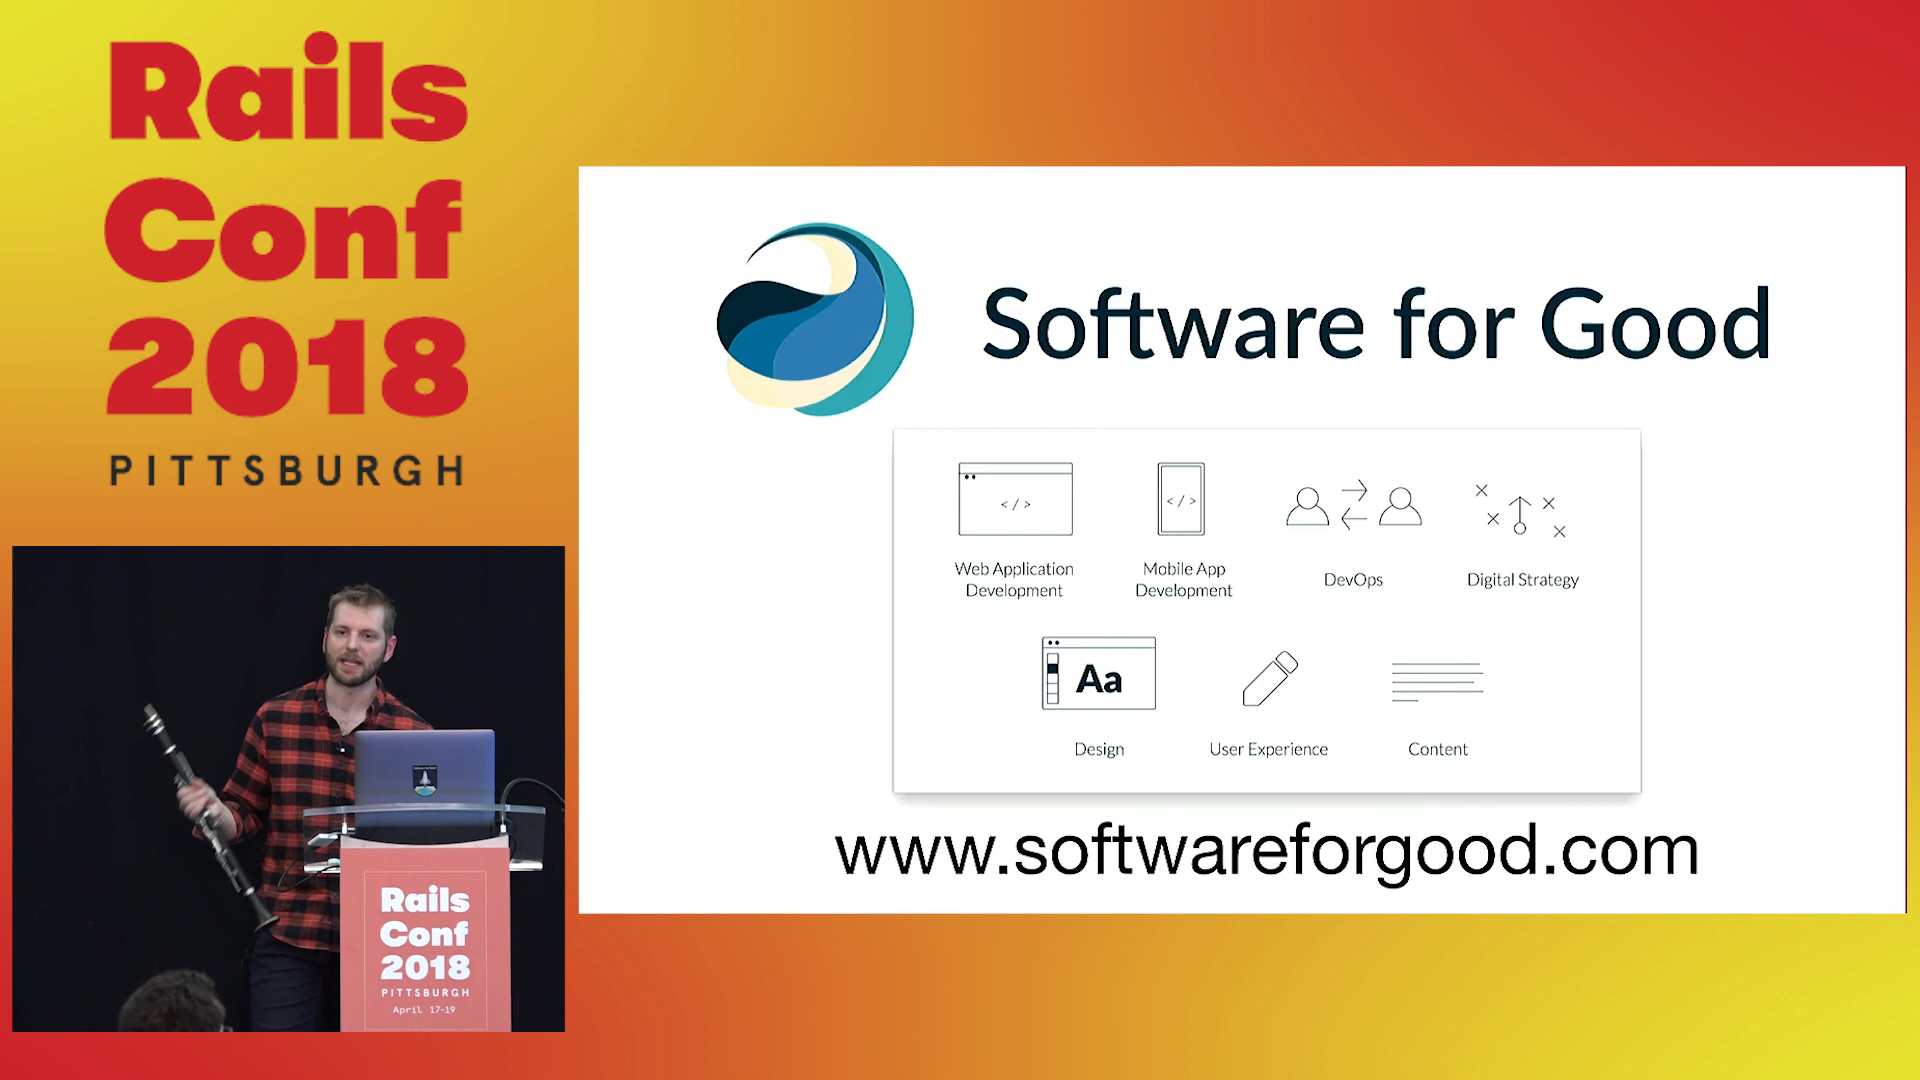 Rails
Conf
2018
PITTSBURGH
Software for Good
</>
</>
Web Application
Development
Mobile App
Development
DevOps
Digital Strategy
Aa
Design
User Experience
Content
www.softwareforgood.com
Rails
Conf
2018
PITTSBURGH
April 17-19